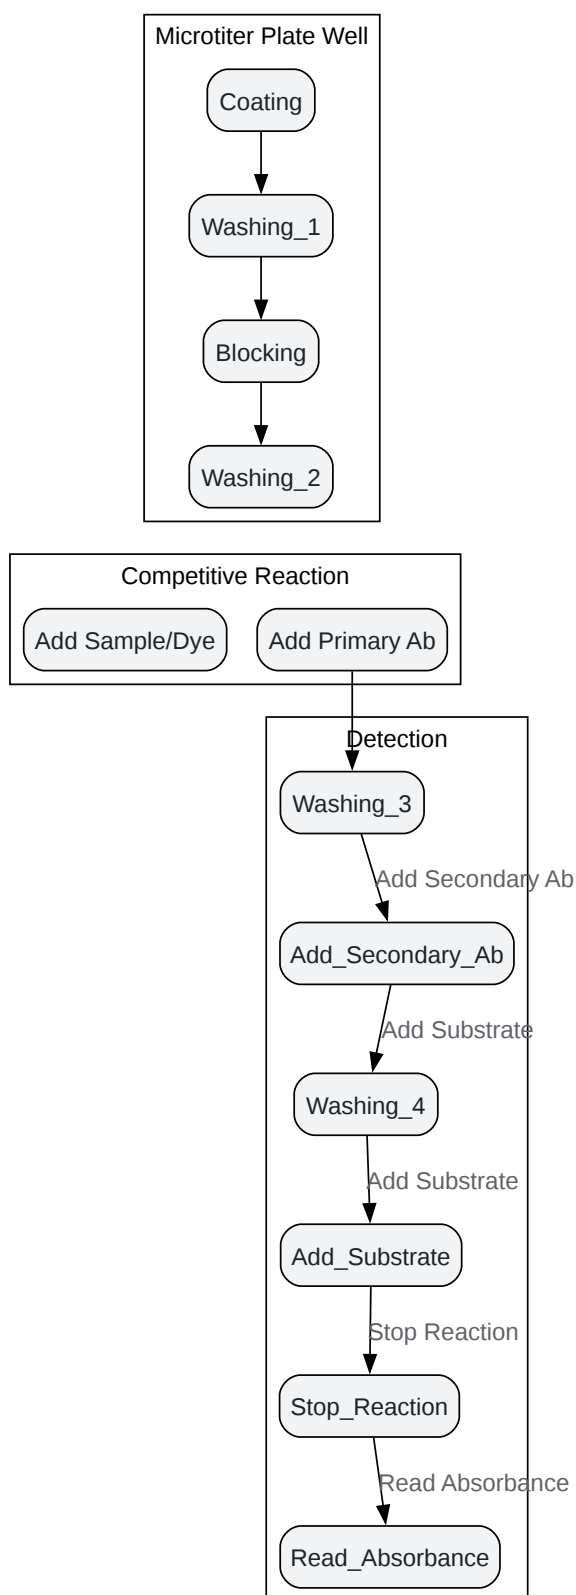 Microtiter Plate Well
Coating
Washing_1
Blocking
Washing_2
Competitive Reaction
Add Sample/Dye
Add Primary Ab
Detection
Washing_3
Add Secondary Ab
Add_Secondary_Ab
Add Substrate
Washing_4
Add Substrate
Add_Substrate
Stop Reaction
Stop_Reaction
Read Absorbance
Read_Absorbance